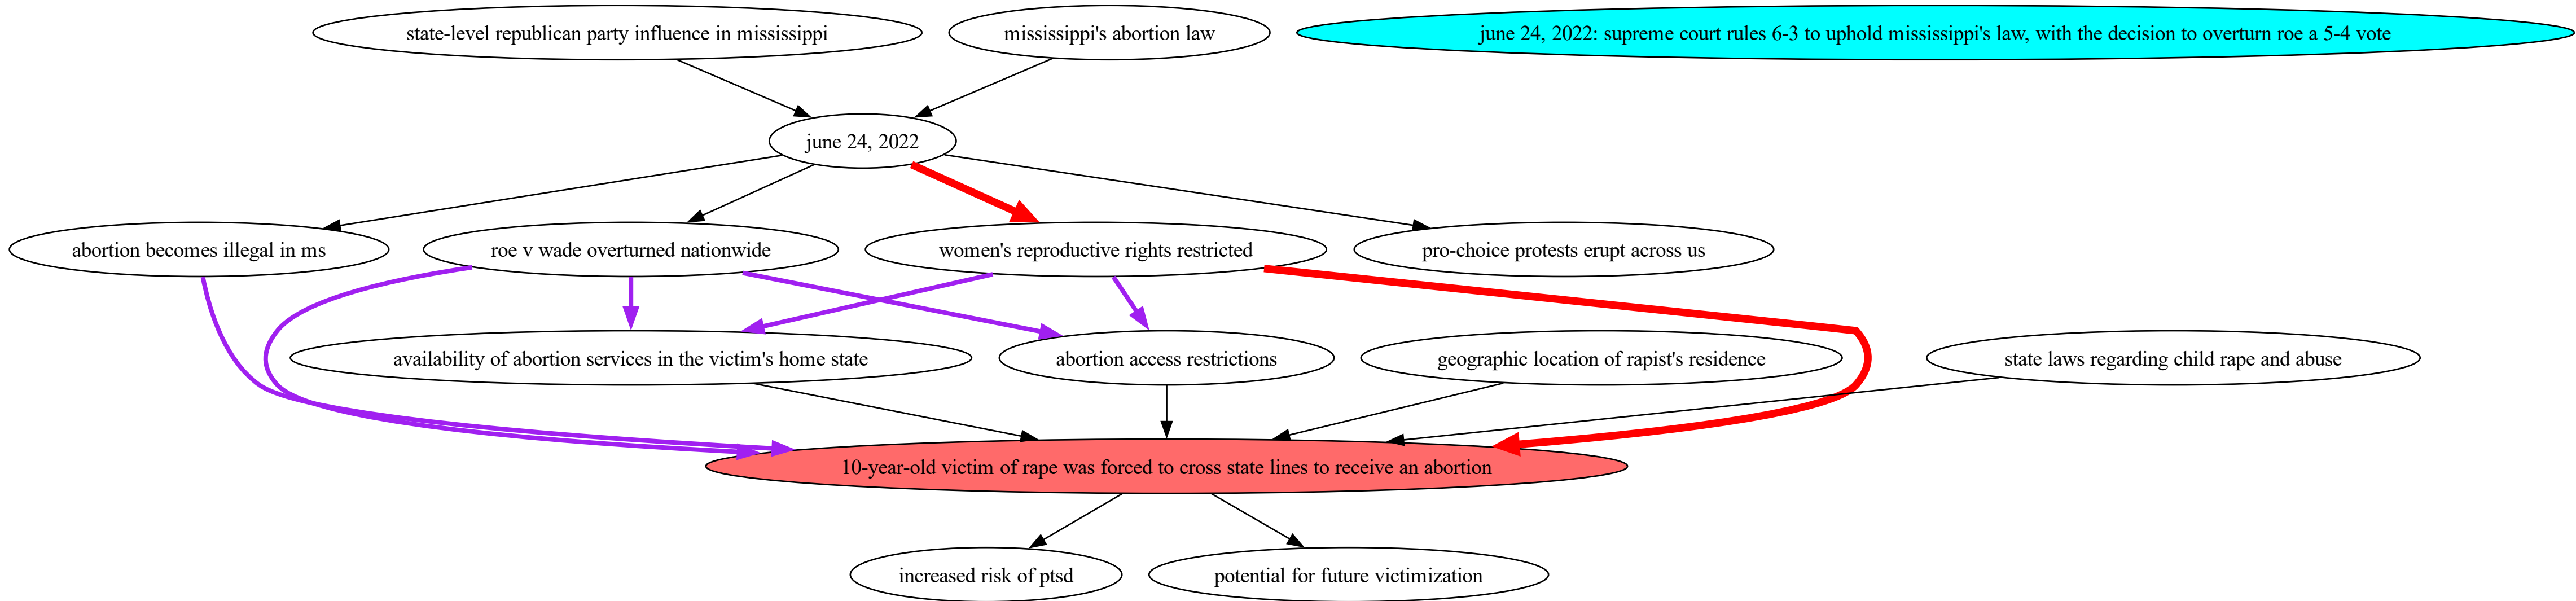 state-level republican party influence in mississippi
mississippi's abortion law
june 24, 2022: supreme court rules 6-3 to uphold mississippi's law, with the decision to overturn roe a 5-4 vote
june 24, 2022
abortion becomes illegal in ms
roe v wade overturned nationwide
women's reproductive rights restricted
pro-choice protests erupt across us
availability of abortion services in the victim's home state
abortion access restrictions
geographic location of rapist's residence
state laws regarding child rape and abuse
10-year-old victim of rape was forced to cross state lines to receive an abortion
increased risk of ptsd
potential for future victimization